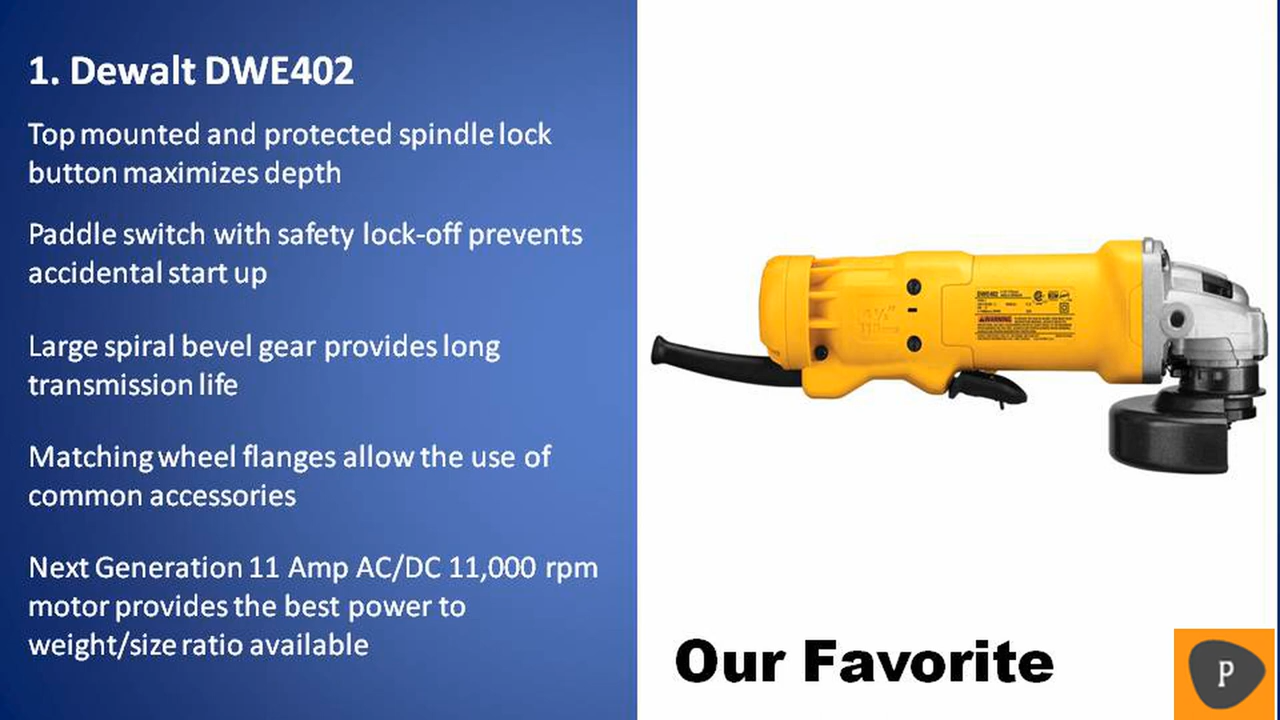 1. Dewalt DWE402
Top mounted and protected spindle lock
button maximizes depth
Paddle switch with safety lock-off prevents
accidental start up
Large spiral bevel gear provides long
transmission life
Matching wheel flanges allow the use of
common accessories
Next Generation 11 Amp AC/DC 11,000 rpm
motor provides the best power to
weight/size ratio available
DWE402
WARNING
4 ½"
Our Favorite
P